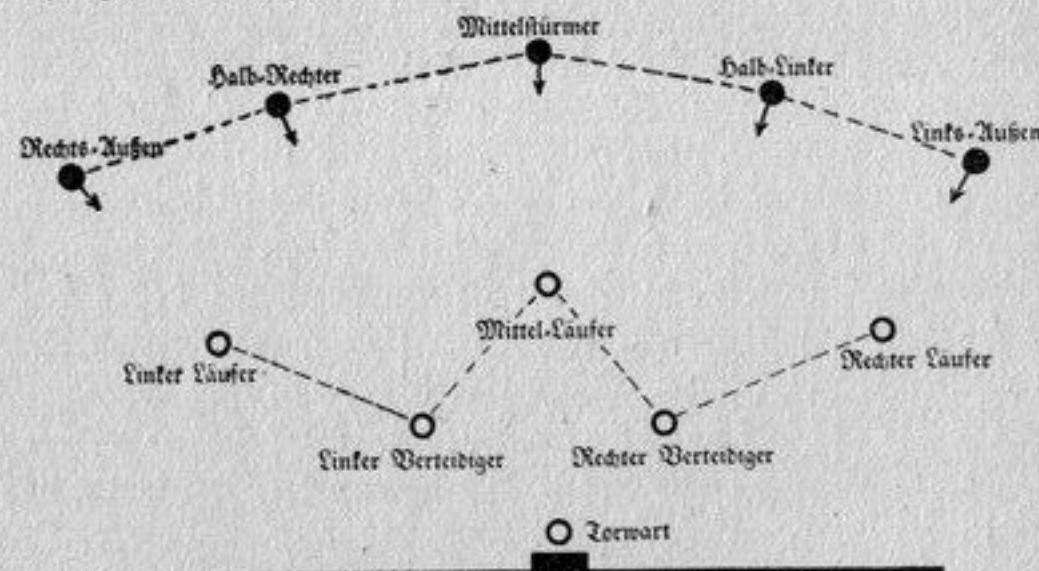 Mittelstürmer
Halb-Rechter
Halb-Linker
Rechts-Außen
Links-Außen
Mittel-Läufer
Linker Läufer
Rechter Läufer
Linker Verteidiger
Rechter Verteidiger
Torwart